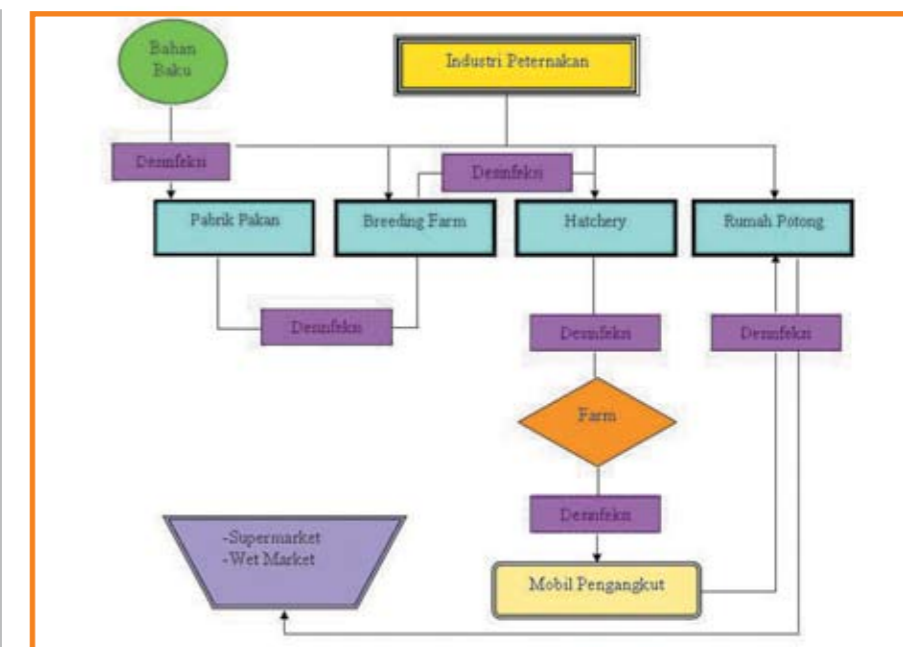 Bahan
Baku
Industri Peternakan
Desinfeksi
Desinfeksi
Pabrik Pakan
Breeding Farm
Hatchery
Rumah Potong
Desinfeksi
Desinfeksi
Desinfeksi
Farm
Desinfeksi
-Supermarket
-Wet Market
Mobil Pengangkut